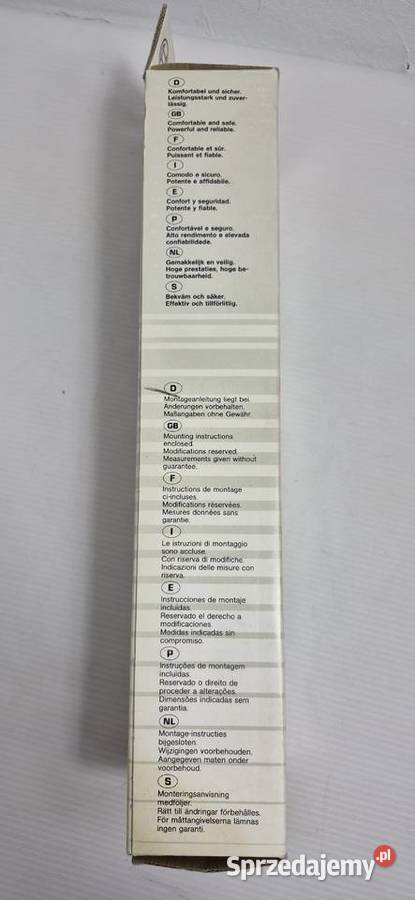 D
Komfortabel und sicher.
Leistungsstark und zuver-
lässig.
GB
Comfortable and safe.
Powerful and reliable.
F
Confortable et sûr.
Puissant et fiable.
I
Comodo e sicuro.
Potente e affidabile.
E
Confort y seguridad.
Potente y fiable.
P
Confortável e seguro.
Alto rendimento e elevada
confiabilidade.
NL
Gemakkelijk en veilig.
Hoge prestaties, hoge be-
trouwbaarheid.
S
Bekväm och säker.
Effektiv och tillförlitlig.
D
Montageanleitung liegt bei.
Änderungen vorbehalten.
Maßangaben ohne Gewähr.
GB
Mounting instructions
enclosed.
Modifications reserved.
Measurements given without
guarantee.
F
Instructions de montage
ci-incluses.
Modifications réservées.
Mesures données sans
garantie.
I
Le istruzioni di montaggio
sono accluse.
Con riserva di modifiche.
Indicazioni delle misure con
riserva.
E
Instrucciones de montaje
incluidas.
Reservado el derecho a
modificaciones.
Medidas indicadas sin
compromiso.
P
Instruções de montagem
incluidas.
Reservado o direito de
proceder a alterações.
Dimensões indicadas sem
garantia.
NL
Montage-instructies
bijgesloten.
Wijzigingen voorbehouden.
Aangegeven maten onder
voorbehoud.
S
Monteringsanvisning
medföljer.
Rätt till ändringar förbehålles.
För måttangivelserna lämnas
ingen garanti.
Sprzedajemy.pl